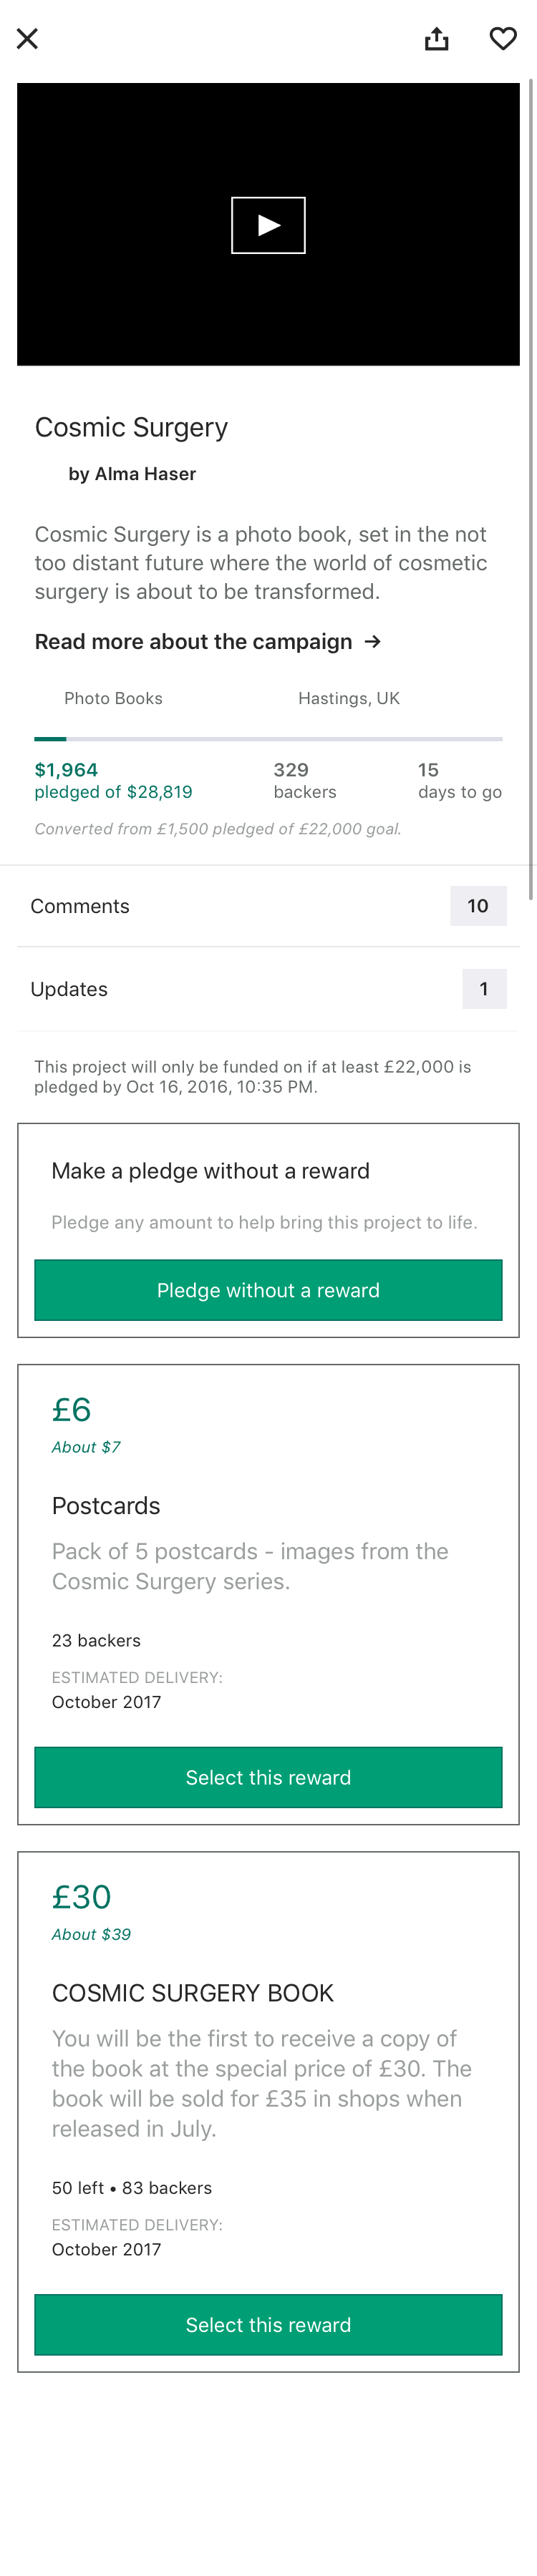 Cosmic Surgery
by Alma Haser
Cosmic Surgery is a photo book, set in the not
too distant future where the world of cosmetic
surgery is about to be transformed.
Read more about the campaign →
Photo Books Hastings, UK
$1,964 329 15
pledged of $28,819 backers days to go
Converted from £1,500 pledged of £22,000 goal.
Comments 10
Updates 1
This project will only be funded on if at least £22,000 is
pledged by Oct 16, 2016, 10:35 PM.
Make a pledge without a reward
Pledge any amount to help bring this project to life.
Pledge without a reward
£6
About $7
Postcards
Pack of 5 postcards - images from the
Cosmic Surgery series.
23 backers
ESTIMATED DELIVERY:
October 2017
Select this reward
£30
About $39
COSMIC SURGERY BOOK
You will be the first to receive a copy of
the book at the special price of £30. The
book will be sold for £35 in shops when
released in July.
50 left • 83 backers
ESTIMATED DELIVERY:
October 2017
Select this reward